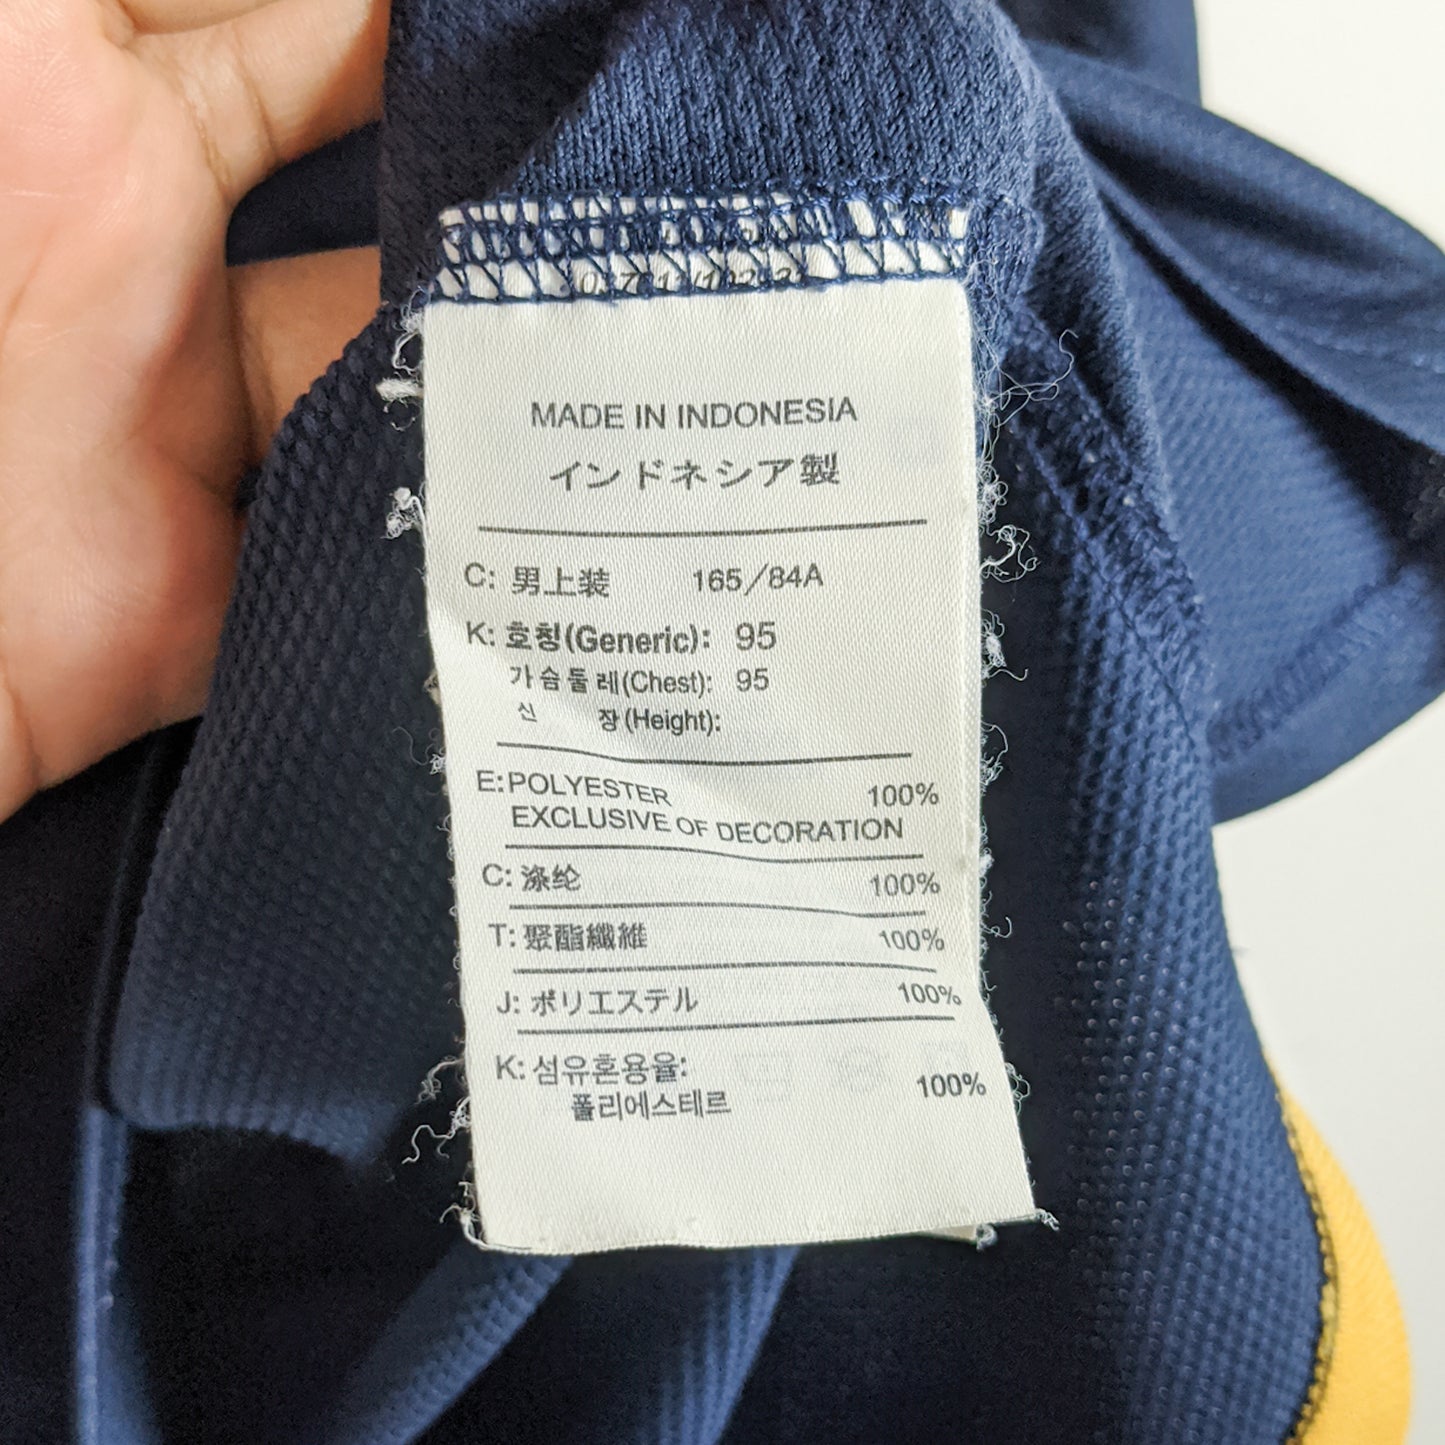 MADE IN INDONESIA
インドネシア製
C: 男上装 165/84A
K: 호칭(Generic): 95
가슴둘레(Chest): 95
신 장(Height):
E:POLYESTER 100%
EXCLUSIVE OF DECORATION
C: 涤纶 100%
T: 聚酯纖維 100%
J: ポリエステル 100%
K: 섬유혼용율:
폴리에스테르 100%